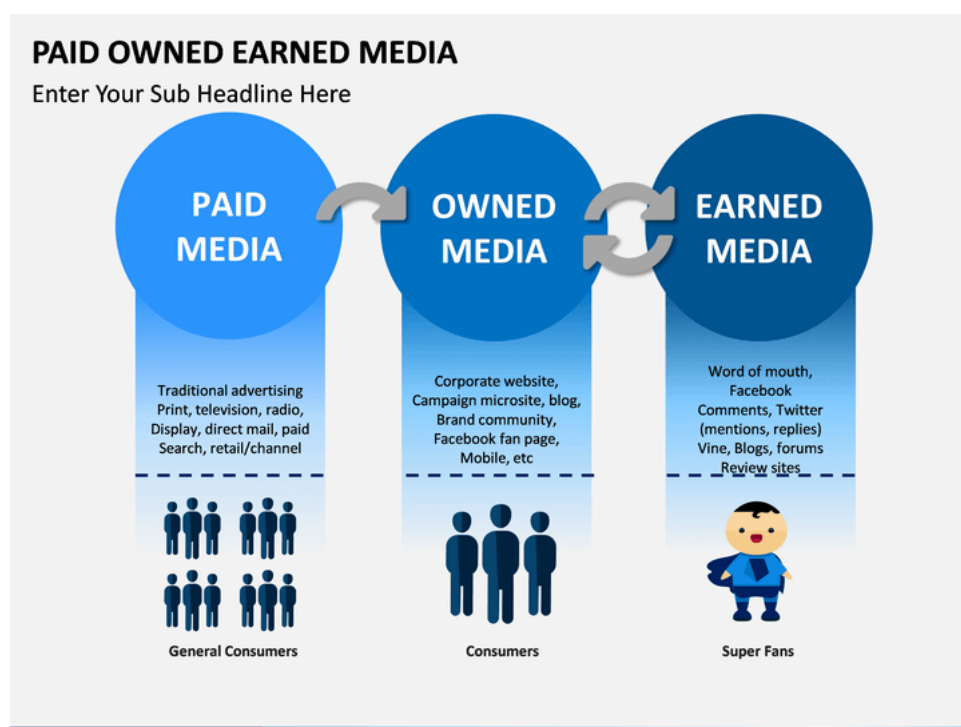 PAID OWNED EARNED MEDIA
Enter Your Sub Headline Here
PAID
MEDIA
OWNED
MEDIA
EARNED
MEDIA
Traditional advertising
Print, television, radio,
Display, direct mail, paid
Search, retail/channel
Corporate website,
Campaign microsite, blog,
Brand community,
Facebook fan page,
Mobile, etc
Word of mouth,
Facebook
Comments, Twitter
(mentions, replies)
Vine, Blogs, forums
Review sites
General Consumers
Consumers
Super Fans